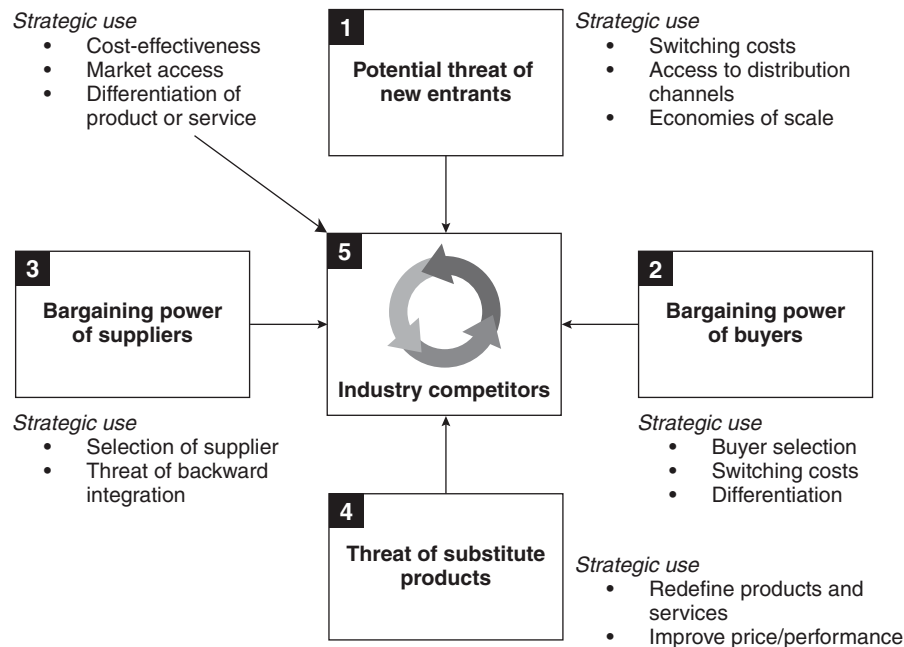 Strategic use
• Cost-effectiveness
• Market access
• Differentiation of
product or service
1
Potential threat of
new entrants
Strategic use
• Switching costs
• Access to distribution
channels
• Economies of scale
3
Bargaining power
of suppliers
5
Industry competitors
2
Bargaining power
of buyers
Strategic use
• Selection of supplier
• Threat of backward
integration
Strategic use
• Buyer selection
• Switching costs
• Differentiation
4
Threat of substitute
products
Strategic use
• Redefine products and
services
• Improve price/performance